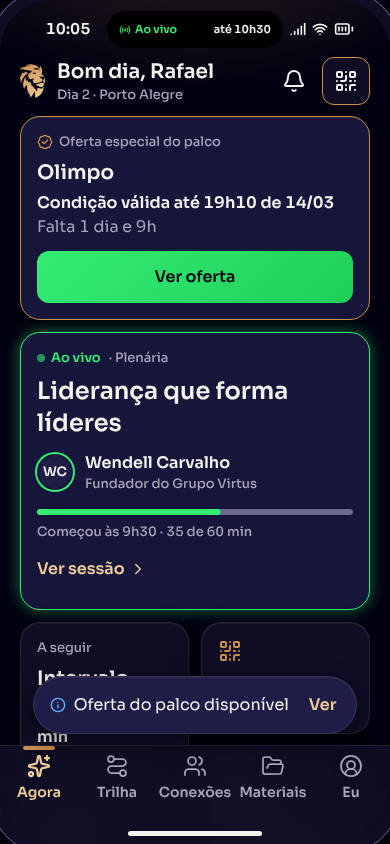 10:05
Ao vivo
até 10h30
Bom dia, Rafael
Dia 2 · Porto Alegre
Oferta especial do palco
Olimpo
Condição válida até 19h10 de 14/03
Falta 1 dia e 9h
Ver oferta
Ao vivo · Plenária
Liderança que forma
líderes
WC
Wendell Carvalho
Fundador do Grupo Virtus
Começou às 9h30 · 35 de 60 min
Ver sessão
A seguir
Intervalo
min
Oferta do palco disponível
Ver
Agora
Trilha
Conexões
Materiais
Eu